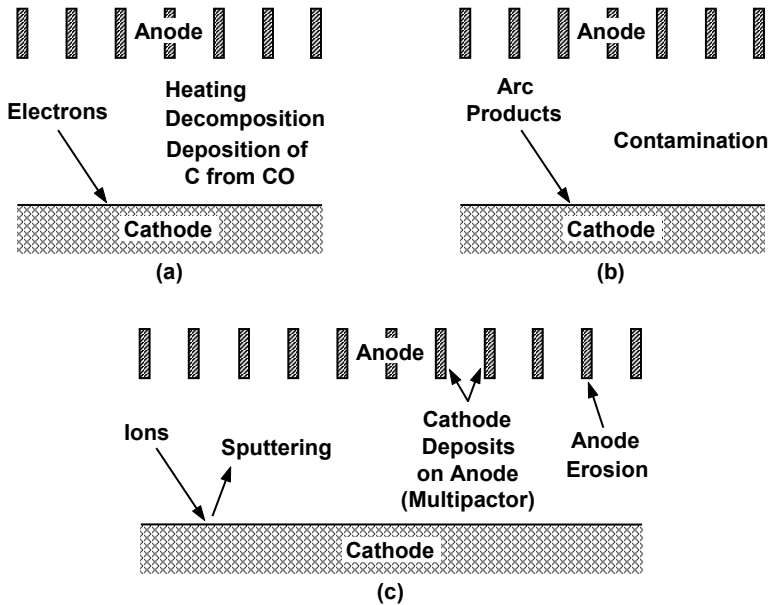 Anode
Heating
Decomposition
Deposition of
C from CO
Electrons
Cathode
(a)
Anode
Arc
Products
Contamination
Cathode
(b)
Anode
Ions
Sputtering
Cathode
Deposits
on Anode
(Multipactor)
Anode
Erosion
Cathode
(c)